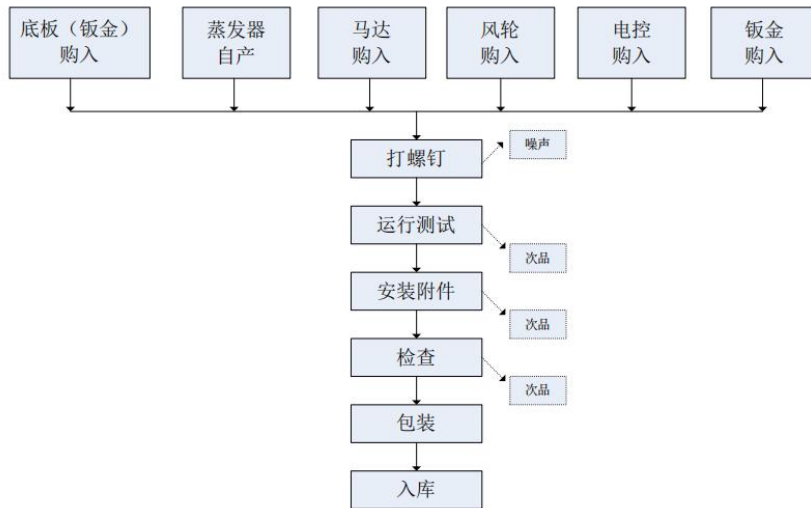 底板（钣金）
购入
蒸发器
自产
马达
购入
风轮
购入
电控
购入
钣金
购入
打螺钉
噪声
运行测试
次品
安装附件
次品
检查
次品
包装
入库